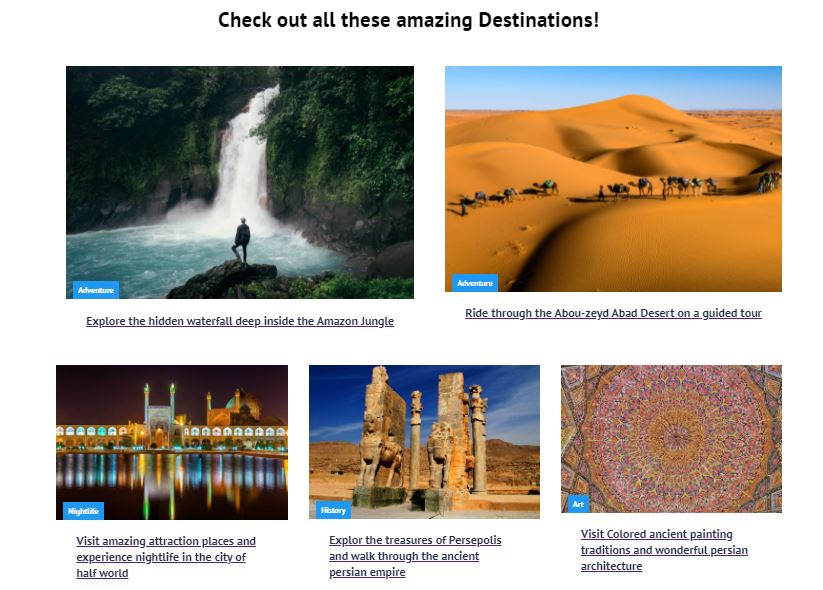 Check out all these amazing Destinations!
Adventure
Adventure
Explore the hidden waterfall deep inside the Amazon Jungle
Ride through the Abou-zeyd Abad Desert on a guided tour
Nightlife
History
Art
Visit amazing attraction places and
experience nightlife in the city of
half world
Explor the treasures of Persepolis
and walk through the ancient
persian empire
Visit Colored ancient painting
traditions and wonderful persian
architecture